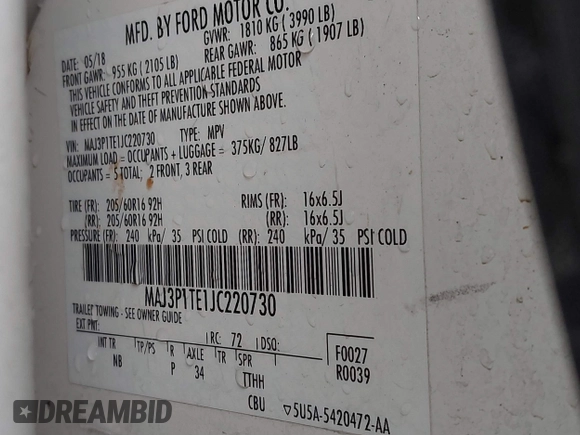 MFD. BY FORD MOTOR CO.
DATE: 05/18 GVWR: 1810 KG ( 3990 LB)
FRONT GAWR: 955 KG ( 2105 LB) REAR GAWR: 865 KG ( 1907 LB)
THIS VEHICLE CONFORMS TO ALL APPLICABLE FEDERAL MOTOR
VEHICLE SAFETY AND THEFT PREVENTION STANDARDS
IN EFFECT ON THE DATE OF MANUFACTURE SHOWN ABOVE.
VIN: MAJ3P1TE1JC220730 TYPE: MPV
MAXIMUM LOAD = OCCUPANTS + LUGGAGE = 375KG/ 827LB
OCCUPANTS = 5 TOTAL; 2 FRONT, 3 REAR
TIRE (FR): 205/60R16 92H RIMS (FR): 16x6.5J
(RR): 205/60R16 92H (RR): 16x6.5J
PRESSURE (FR): 240 kPa/ 35 PSI COLD (RR): 240 kPa/ 35 PSI COLD
MAJ3P1TE1JC220730
TRAILER TOWING - SEE OWNER GUIDE
EXT PNT: RC: 72 DSO: F0027
INT TR TP/PS R AXLE TR SPR R0039
NB P 34 TTHH
CBU ▽5U5A-5420472-AA
DREAMBID